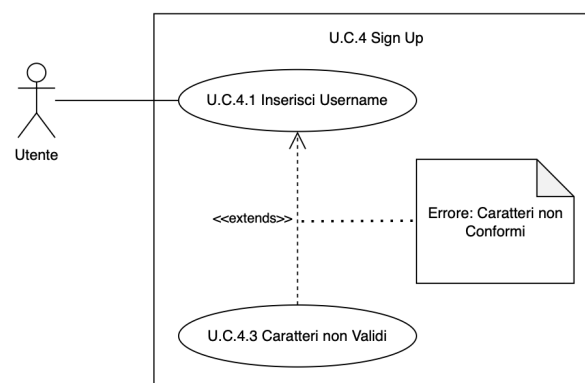 U.C.4 Sign Up
U.C.4.1 Inserisci Username
Utente
<<extends>>
Errore: Caratteri non
Conformi
U.C.4.3 Caratteri non Validi